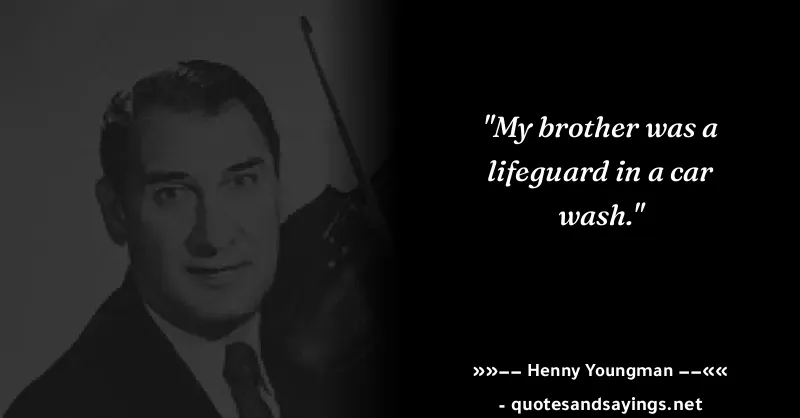 "My brother was a
lifeguard in a car
wash."
»»−− Henny Youngman −−««
- quotesandsayings.net